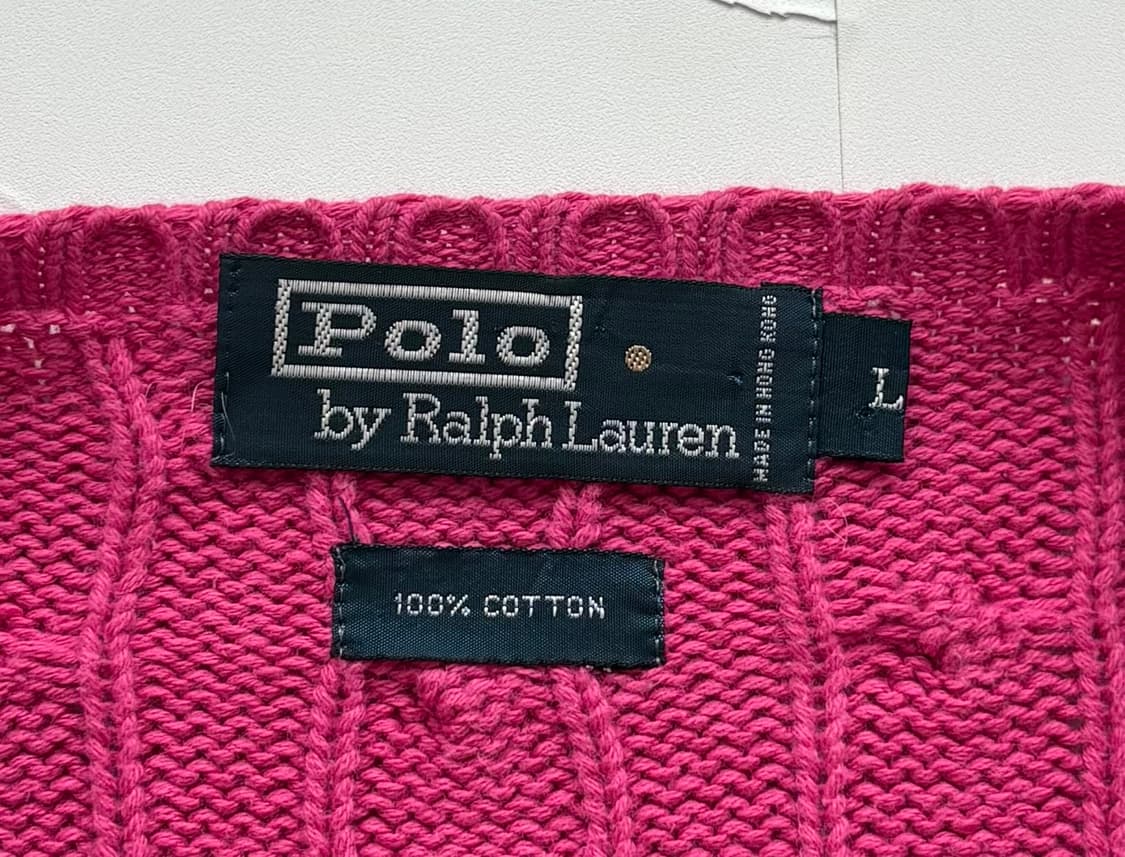 Polo
by Ralph Lauren
MADE IN HONG KONG
L
100% COTTON